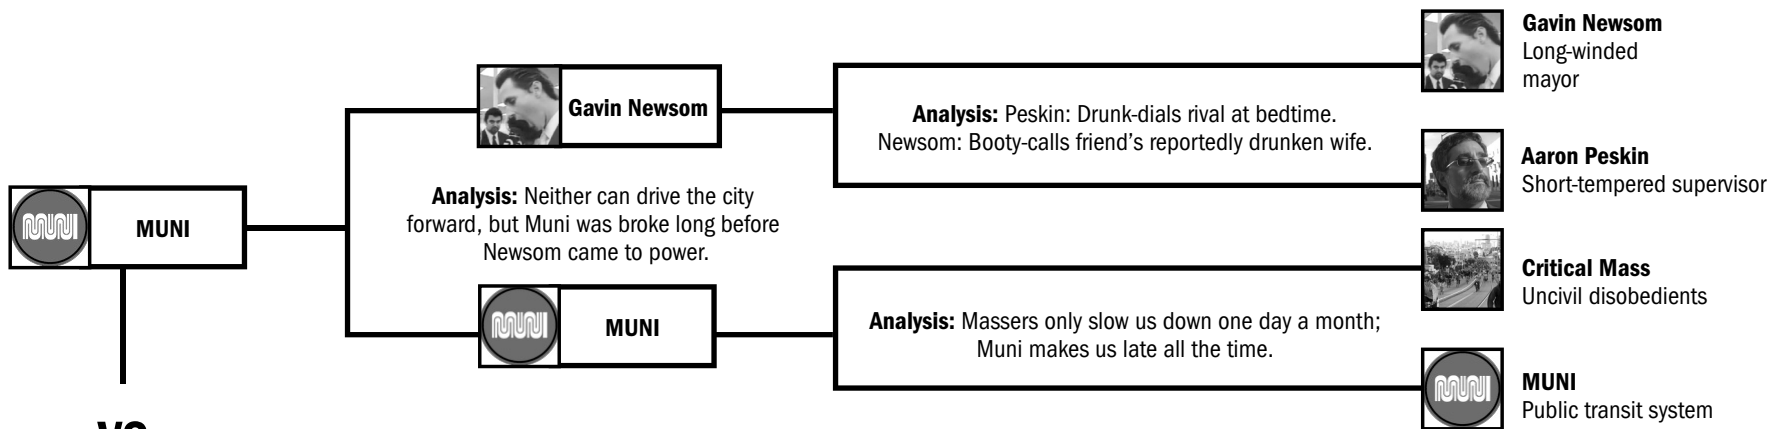 Gavin Newsom
Long-winded
mayor
Gavin Newsom
Analysis: Peskin: Drunk-dials rival at bedtime.
Newsom: Booty-calls friend's reportedly drunken wife.
Aaron Peskin
Short-tempered supervisor
Analysis: Neither can drive the city
forward, but Muni was broke long before
Newsom came to power.
MUNI
MUNI
Critical Mass
Uncivil disobedients
MUNI
MUNI
Analysis: Massers only slow us down one day a month;
Muni makes us late all the time.
MUNI
MUNI
Public transit system